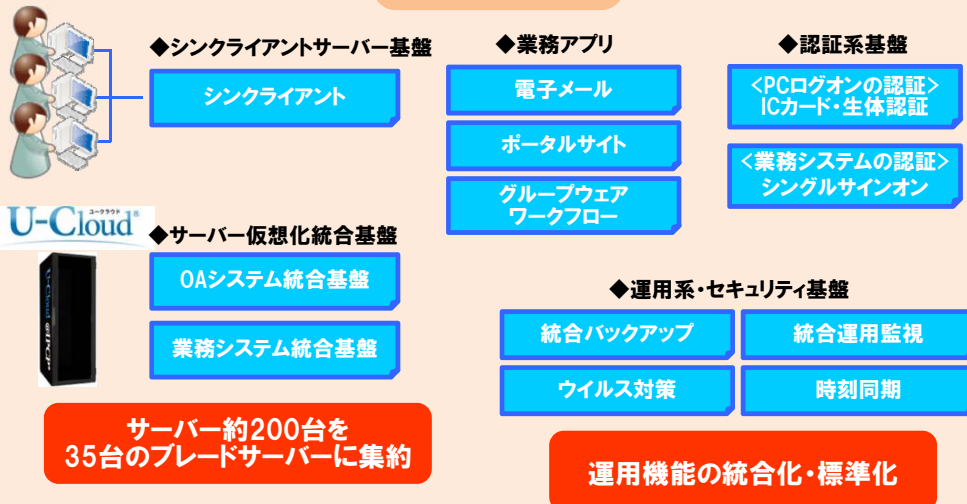 ◆シンクライアントサーバー基盤
シンクライアント
◆業務アプリ
電子メール
ポータルサイト
グループウェア
ワークフロー
◆認証系基盤
<PCログオンの認証>
ICカード・生体認証
<業務システムの認証>
シングルサインオン
ユークラウド
U-Cloud®
◆サーバー仮想化統合基盤
OAシステム統合基盤
業務システム統合基盤
U-Cloud @IPCP
サーバー約200台を
35台のブレードサーバーに集約
◆運用系・セキュリティ基盤
統合バックアップ
統合運用監視
ウイルス対策
時刻同期
運用機能の統合化・標準化